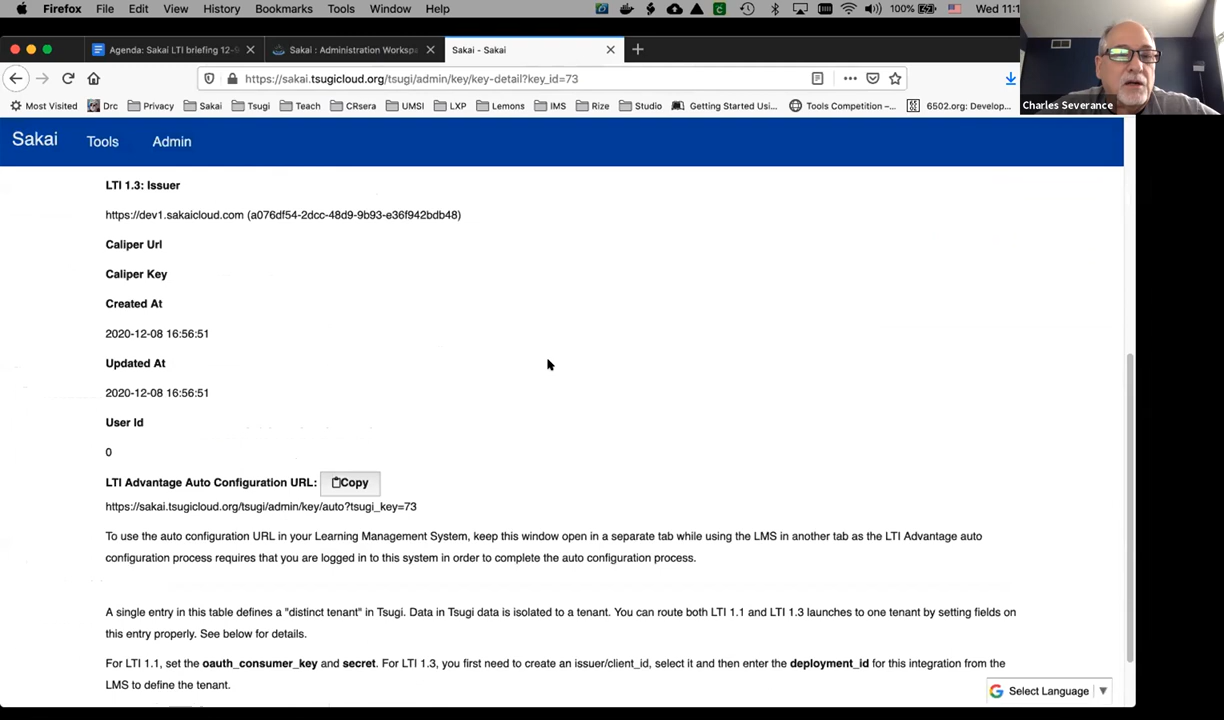 Firefox File Edit View History Bookmarks Tools Window Help 100% Wed 11:1
Agenda: Sakai LTI briefing 12-9 Sakai : Administration Workspa Sakai - Sakai
https://sakai.tsugicloud.org/tsugi/admin/key/key-detail?key_id=73
Most Visited Drc Privacy Sakai Tsugi Teach CRsera UMSI LXP Lemons IMS Rize Studio Getting Started Usi... Tools Competition –... 6502.org: Develop...
Charles Severance
Sakai Tools Admin
LTI 1.3: Issuer
https://dev1.sakaicloud.com (a076df54-2dcc-48d9-9b93-e36f942bdb48)
Caliper Url
Caliper Key
Created At
2020-12-08 16:56:51
Updated At
2020-12-08 16:56:51
User Id
0
LTI Advantage Auto Configuration URL: Copy
https://sakai.tsugicloud.org/tsugi/admin/key/auto?tsugi_key=73
To use the auto configuration URL in your Learning Management System, keep this window open in a separate tab while using the LMS in another tab as the LTI Advantage auto
configuration process requires that you are logged in to this system in order to complete the auto configuration process.
A single entry in this table defines a "distinct tenant" in Tsugi. Data in Tsugi data is isolated to a tenant. You can route both LTI 1.1 and LTI 1.3 launches to one tenant by setting fields on
this entry properly. See below for details.
For LTI 1.1, set the oauth_consumer_key and secret. For LTI 1.3, you first need to create an issuer/client_id, select it and then enter the deployment_id for this integration from the
LMS to define the tenant.
Select Language